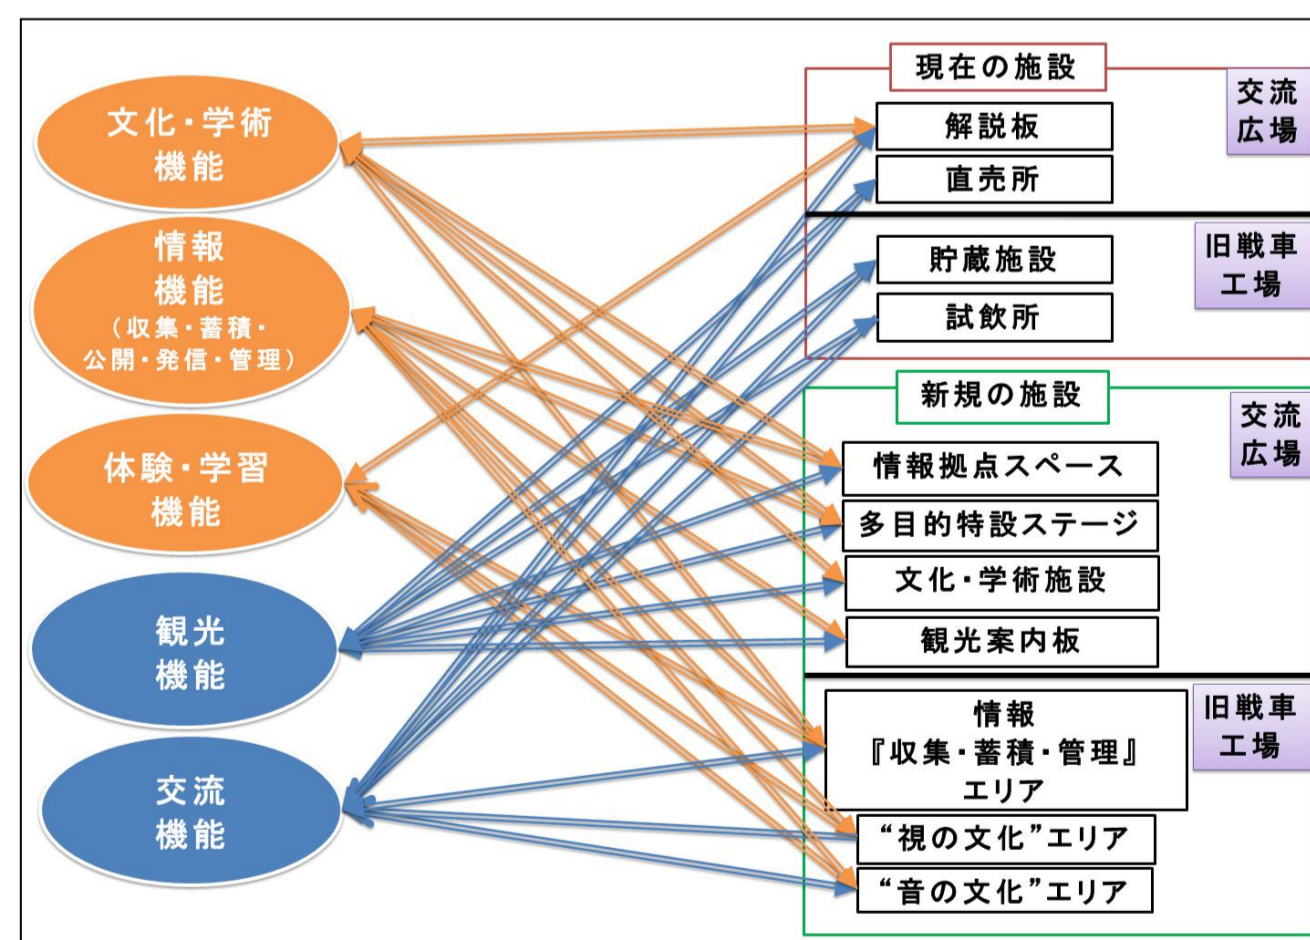 文化・学術
機能
情報
機能
(収集・蓄積・
公開・発信・管理)
体験・学習
機能
観光
機能
交流
機能
現在の施設
交流
広場
解説板
直売所
旧戦車
工場
貯蔵施設
試飲所
新規の施設
交流
広場
情報拠点スペース
多目的特設ステージ
文化・学術施設
観光案内板
旧戦車
工場
情報
『収集・蓄積・管理』
エリア
“視の文化”エリア
“音の文化”エリア